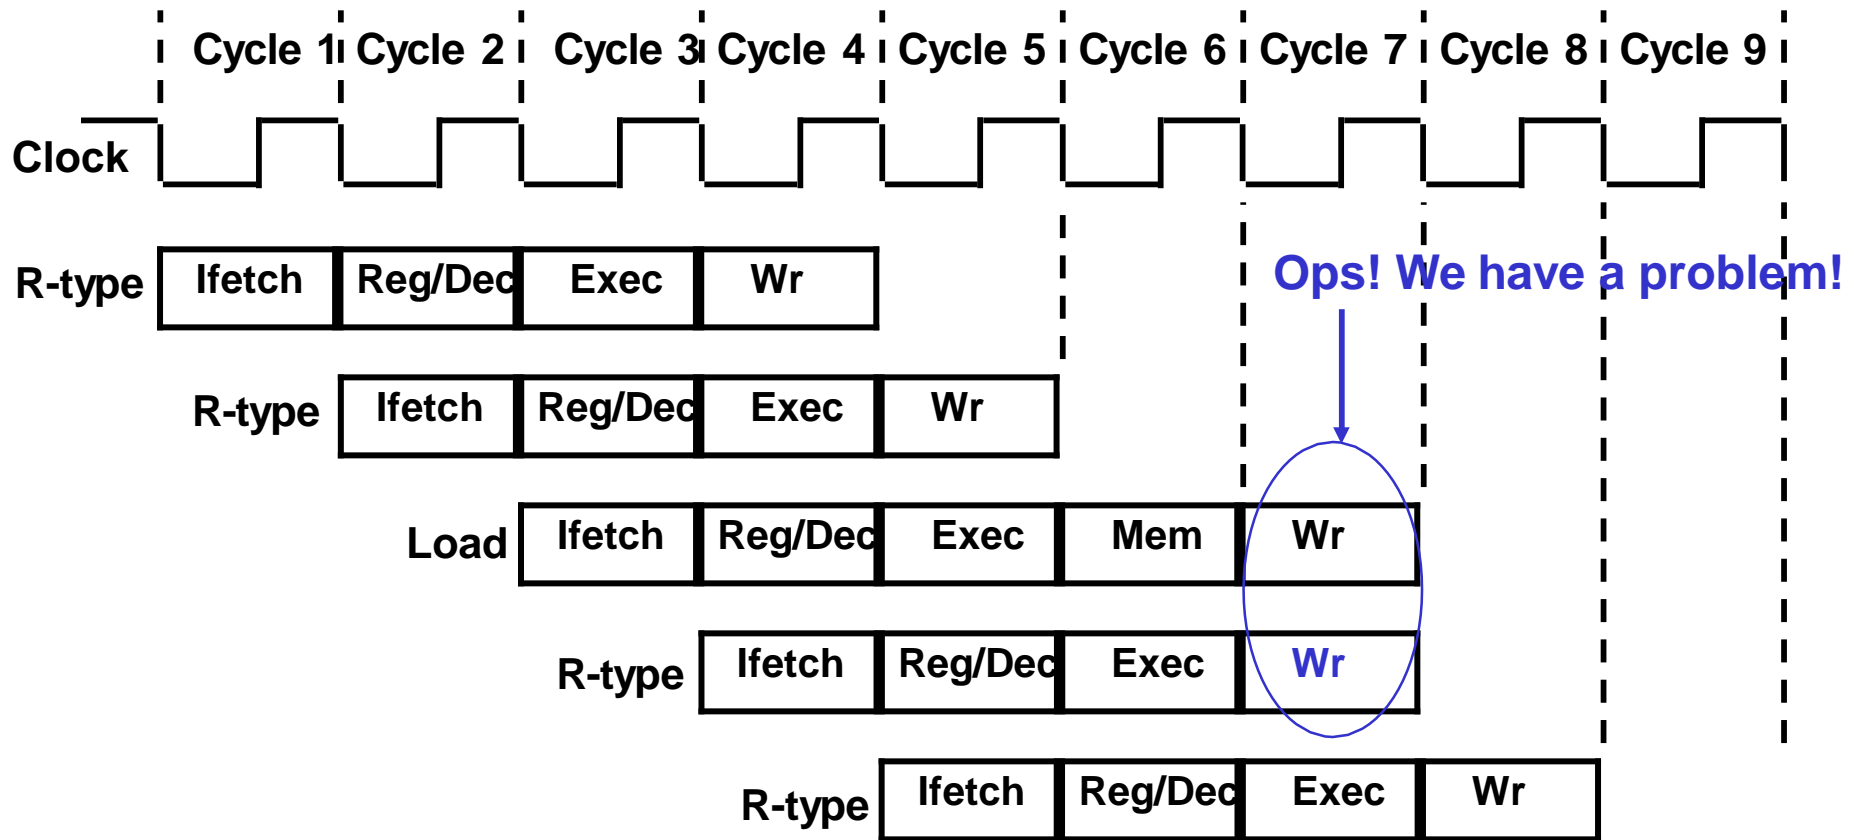 Cycle 1 Cycle 2 Cycle 3 Cycle 4 Cycle 5 Cycle 6 Cycle 7 Cycle 8 Cycle 9
Clock
R-type Ifetch Reg/Dec Exec Wr
Ops! We have a problem!
R-type Ifetch Reg/Dec Exec Wr
Load Ifetch Reg/Dec Exec Mem Wr
R-type Ifetch Reg/Dec Exec Wr
R-type Ifetch Reg/Dec Exec Wr